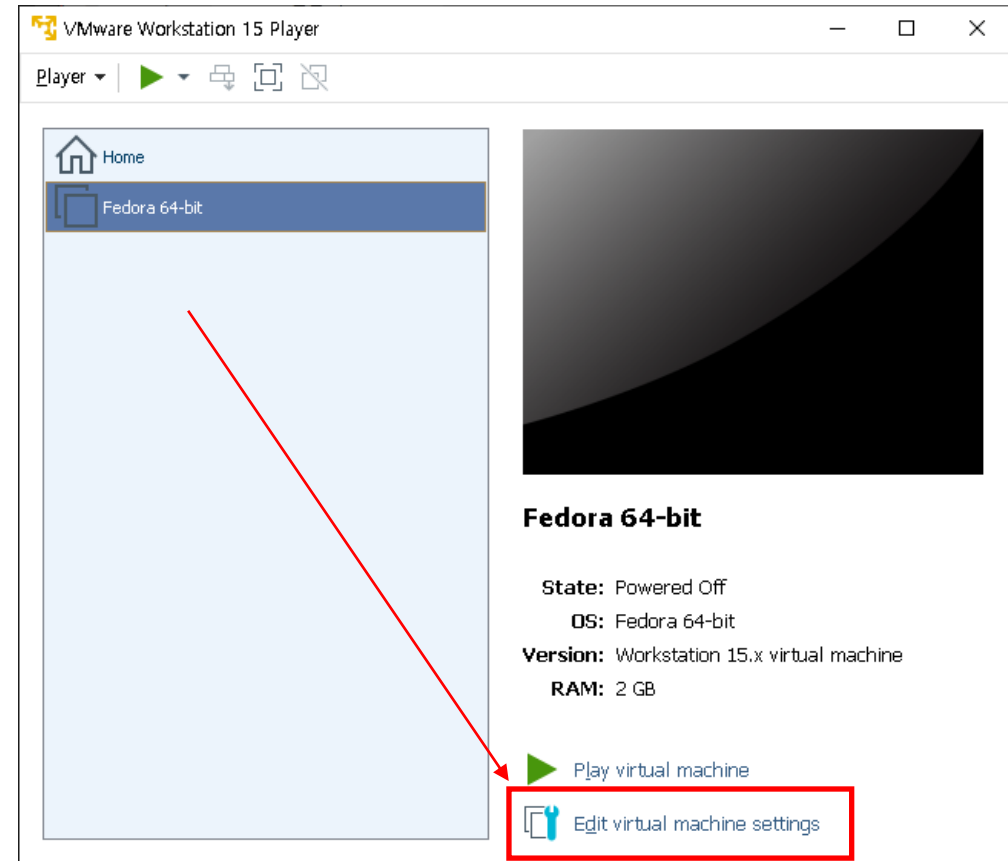 VMware Workstation 15 Player
Player
Home
Fedora 64-bit
Fedora 64-bit
State: Powered Off
OS: Fedora 64-bit
Version: Workstation 15.x virtual machine
RAM: 2 GB
Play virtual machine
Edit virtual machine settings